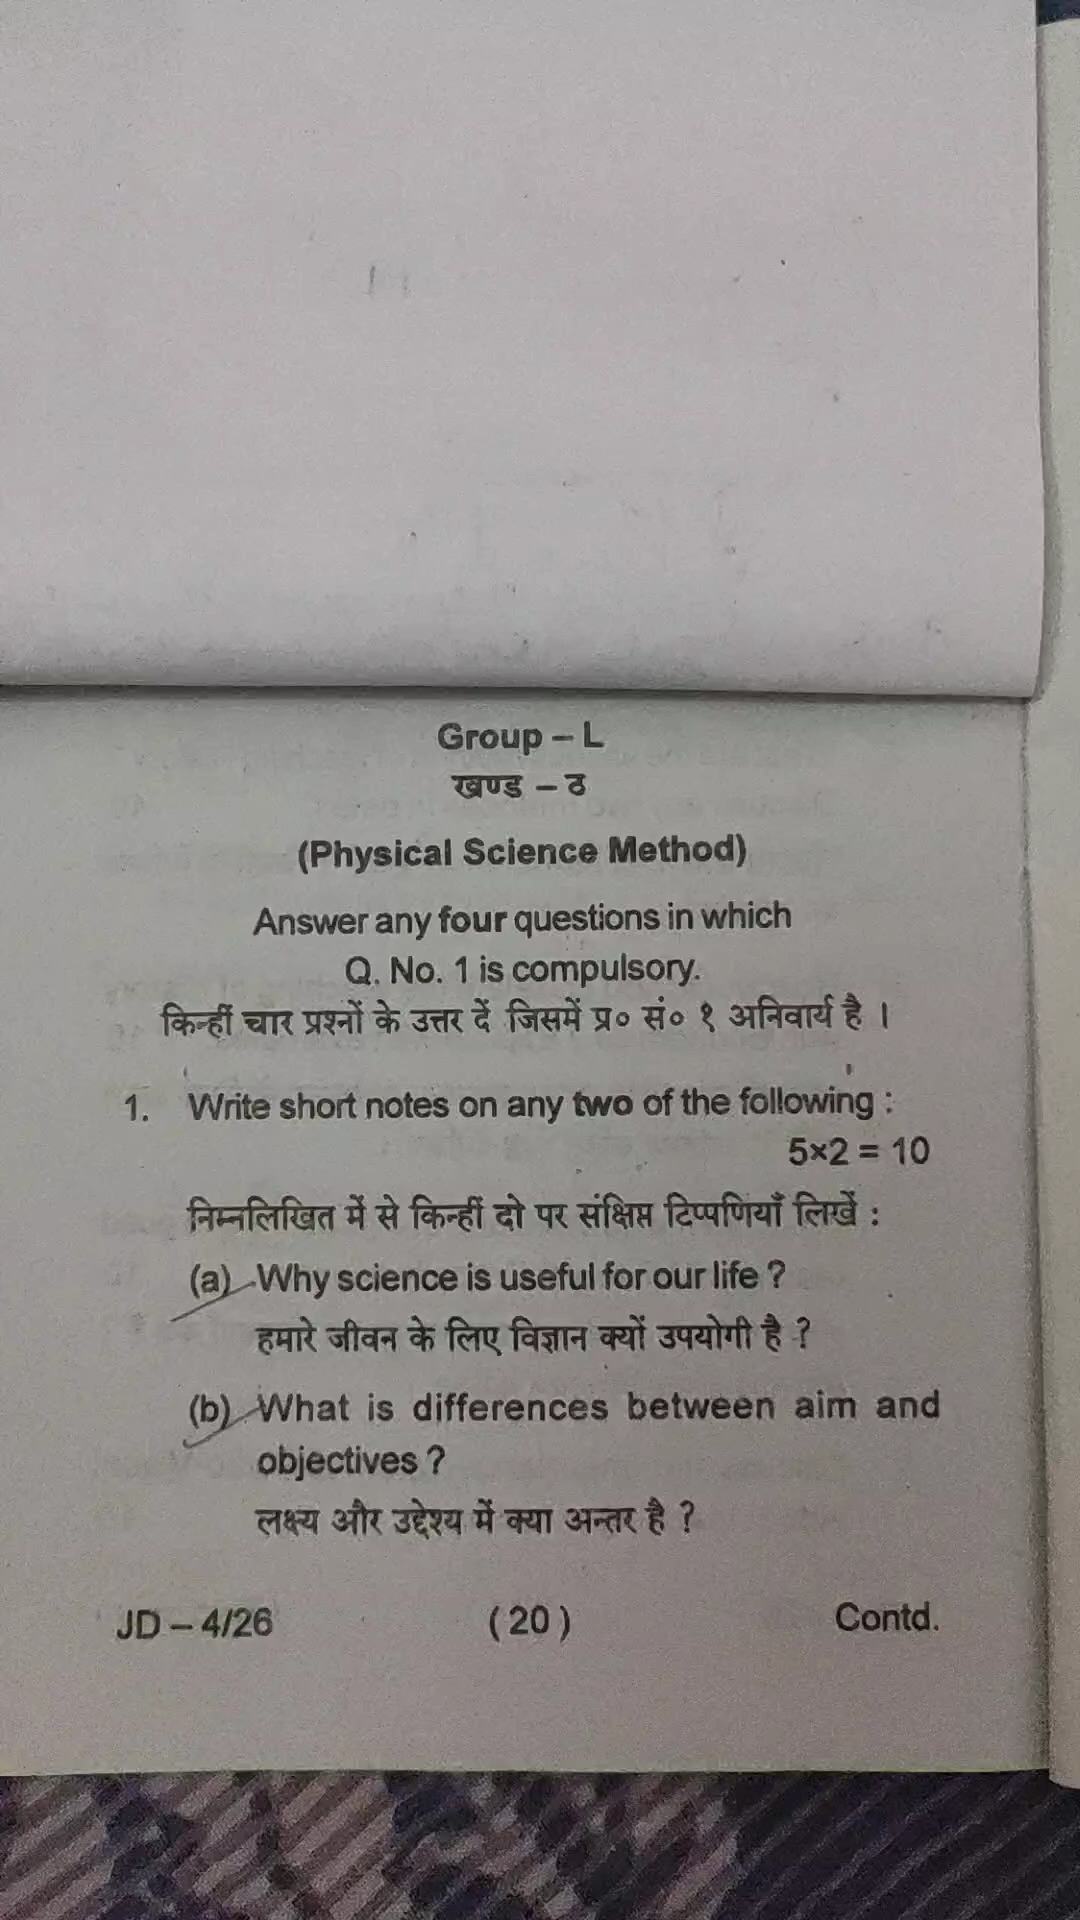 Group – L
खण्ड – ठ
(Physical Science Method)
Answer any four questions in which
Q. No. 1 is compulsory.
किन्हीं चार प्रश्नों के उत्तर दें जिसमें प्र० सं० १ अनिवार्य है ।
1. Write short notes on any two of the following :
5×2 = 10
निम्नलिखित में से किन्हीं दो पर संक्षिप्त टिप्पणियाँ लिखें :
(a) Why science is useful for our life ?
हमारे जीवन के लिए विज्ञान क्यों उपयोगी है ?
(b) What is differences between aim and
objectives ?
लक्ष्य और उद्देश्य में क्या अन्तर है ?
JD – 4/26 (20) Contd.